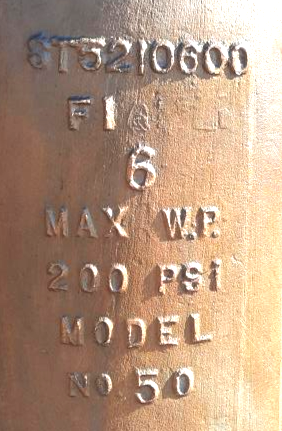 ST5210600
6
MAX W.P.
200 PSI
MODEL
NO. 50